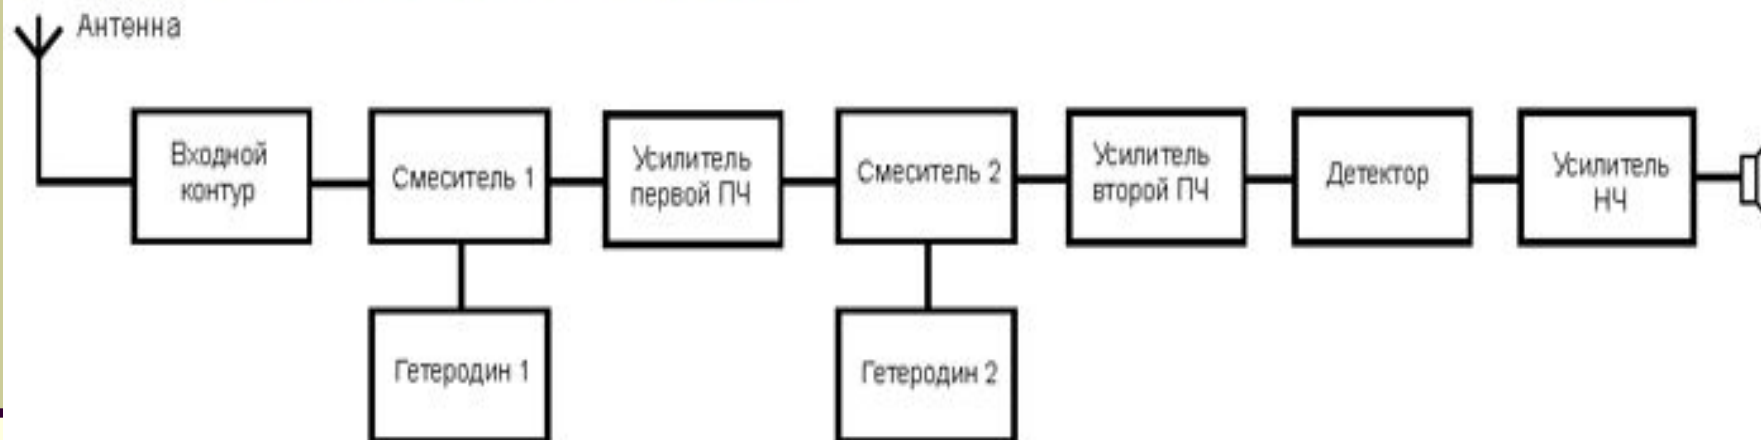 Антенна
Входной
контур
Смеситель 1
Усилитель
первой ПЧ
Смеситель 2
Усилитель
второй ПЧ
Детектор
Усилитель
НЧ
Гетеродин 1
Гетеродин 2